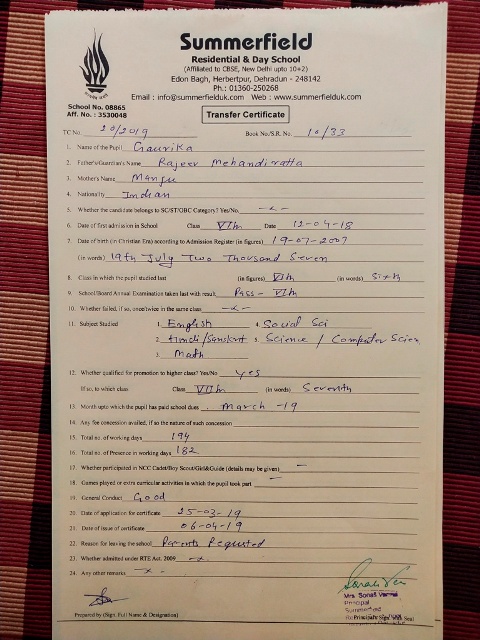 Summerfield
Residential & Day School
(Affiliated to CBSE, New Delhi upto 10+2)
Edon Bagh, Herbertpur, Dehradun - 248142
Ph.: 01360-250268
Email : info@summerfielduk.com Web : www.summerfielduk.com
School No. 08865
Aff. No. : 3530048
Transfer Certificate
TC No. 20/2019 Book No./S.R. No. 10/33
1. Name of the Pupil Gaurika
2. Father's/Guardian's Name Rajeev Mehandiratta
3. Mother's Name Manju
4. Nationality Indian
5. Whether the candidate belongs to SC/ST/OBC Category? Yes/No.
6. Date of first admission in School Class VIth Date 12-04-18
7. Date of birth (in Christian Era) according to Admission Register (in figures) 19-07-2007
(in words) 19th July Two Thousand Seven
8. Class in which the pupil studied last (in figures) VIth (in words) Sixth
9. School/Board Annual Examination taken last with result Pass - VIth
10. Whether failed, if so, once/twice in the same class
11. Subject Studied 1. English 4. Social Sci
2. Hindi/Sanskrit 5. Science / Computer Scien
3. Math
12. Whether qualified for promotion to higher class? Yes/No. Yes
If so, to which class Class VIIth (in words) Seventh
13. Month upto which the pupil has paid school dues. March -19
14. Any fee concession availed, if so the nature of such concession
15. Total no. of working days 194
16. Total no. of Presence in working days 182
17. Whether participated in NCC Cadet/Boy Scout/Girl&Guide (details may be given) -
18. Games played or extra curricular activities in which the pupil took part -
19. General Conduct Good
20. Date of application for certificate 25-03-19
21. Date of issue of certificate 06-04-19
22. Reason for leaving the school. Parents Requested
23. Whether admitted under RTE Act. 2009
24. Any other remarks
Mrs. Sonali Verma
Principal
Summerfield
Prepared by (Sign. Full Name & Designation)